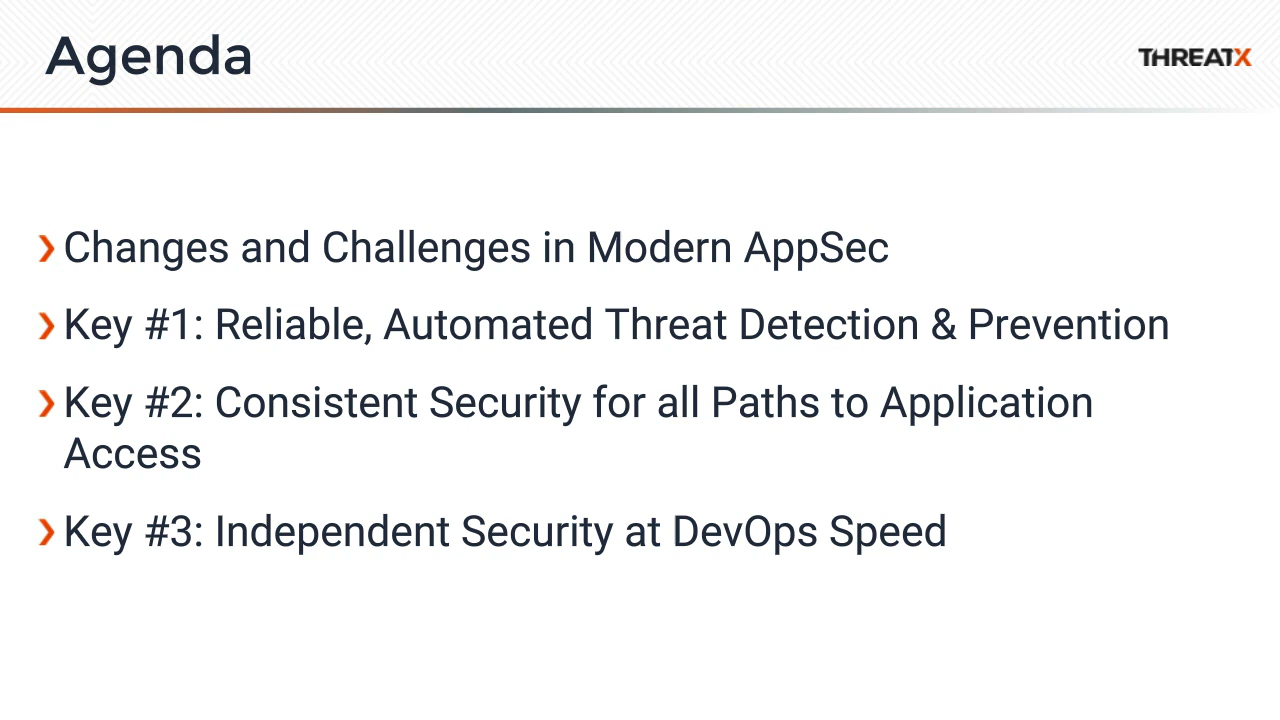 Agenda
THREATX
Changes and Challenges in Modern AppSec
Key #1: Reliable, Automated Threat Detection & Prevention
Key #2: Consistent Security for all Paths to Application
Access
Key #3: Independent Security at DevOps Speed